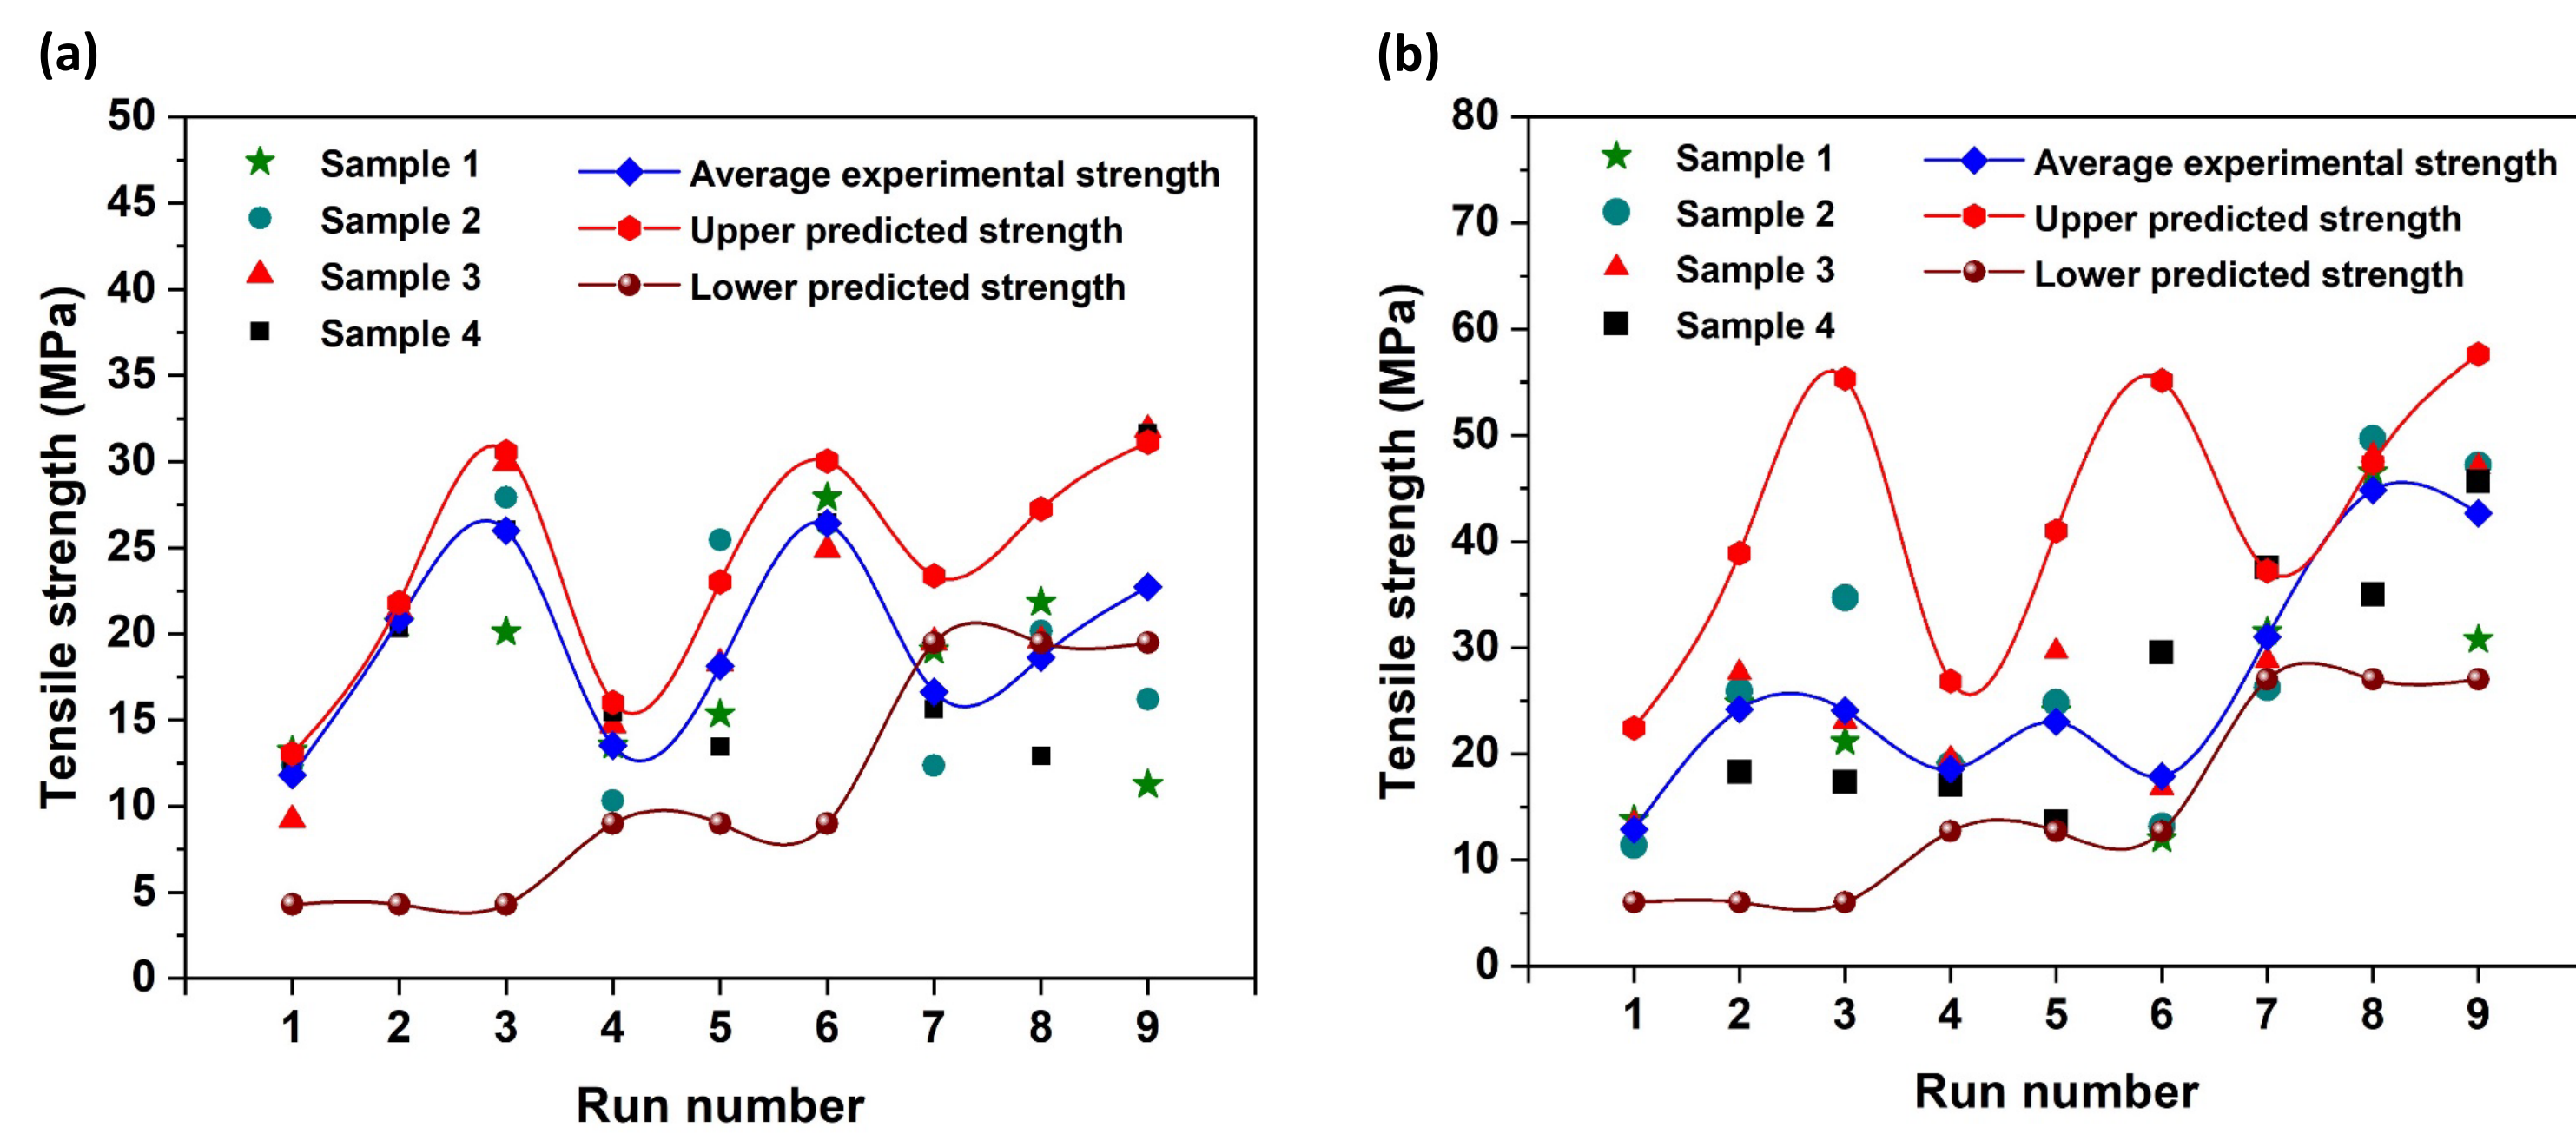 (a)
50
45
40
35
30
25
20
15
10
5
0
Tensile strength (MPa)
Sample 1
Sample 2
Sample 3
Sample 4
Average experimental strength
Upper predicted strength
Lower predicted strength
1 2 3 4 5 6 7 8 9
Run number
(b)
80
70
60
50
40
30
20
10
0
Tensile strength (MPa)
Sample 1
Sample 2
Sample 3
Sample 4
Average experimental strength
Upper predicted strength
Lower predicted strength
1 2 3 4 5 6 7 8 9
Run number